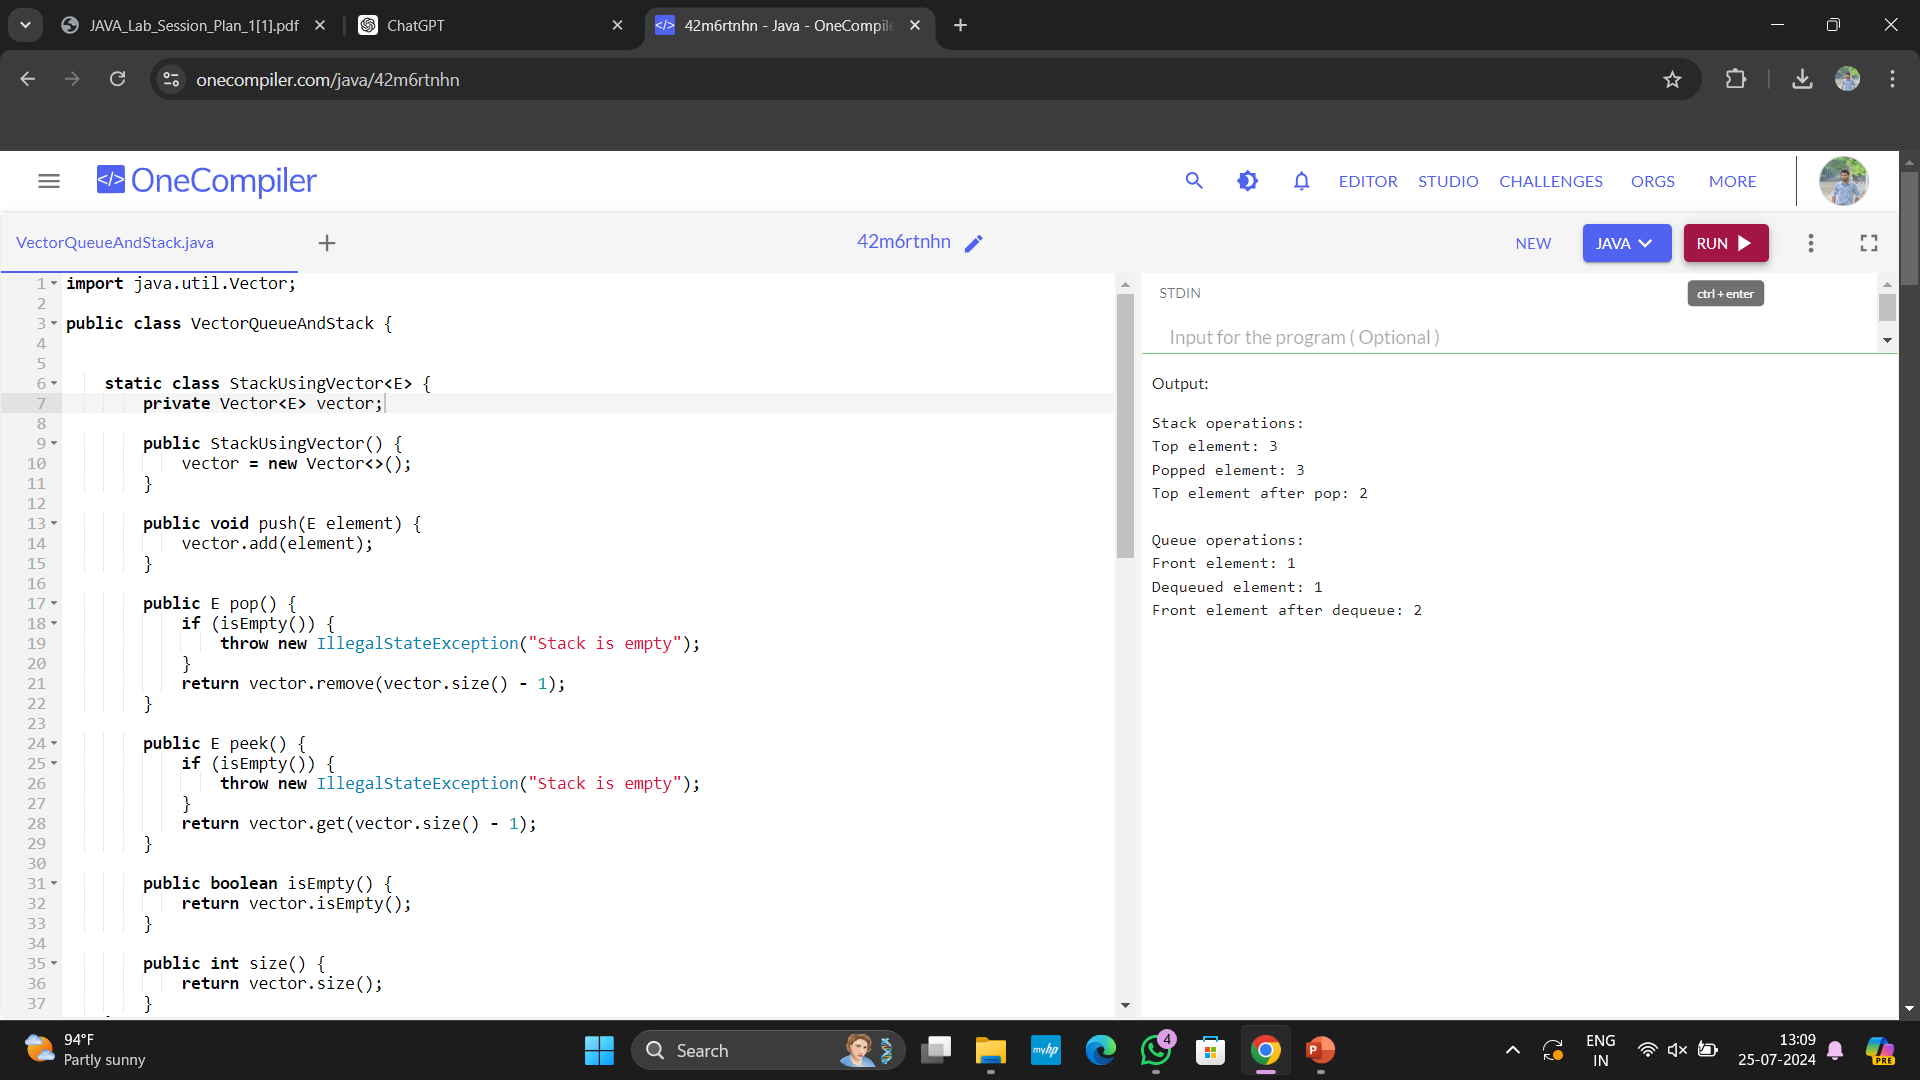 JAVA_Lab_Session_Plan_1[1].pdf
ChatGPT
42m6rtnhn - Java - OneCompile
onecompiler.com/java/42m6rtnhn
</> OneCompiler
EDITOR STUDIO CHALLENGES ORGS MORE
VectorQueueAndStack.java
42m6rtnhn
NEW JAVA RUN
ctrl + enter
1 import java.util.Vector;
2
3 public class VectorQueueAndStack {
4
5
6 static class StackUsingVector<E> {
7 private Vector<E> vector;
8
9 public StackUsingVector() {
10 vector = new Vector<>();
11 }
12
13 public void push(E element) {
14 vector.add(element);
15 }
16
17 public E pop() {
18 if (isEmpty()) {
19 throw new IllegalStateException("Stack is empty");
20 }
21 return vector.remove(vector.size() - 1);
22 }
23
24 public E peek() {
25 if (isEmpty()) {
26 throw new IllegalStateException("Stack is empty");
27 }
28 return vector.get(vector.size() - 1);
29 }
30
31 public boolean isEmpty() {
32 return vector.isEmpty();
33 }
34
35 public int size() {
36 return vector.size();
37 }
STDIN
Input for the program ( Optional )
Output:
Stack operations:
Top element: 3
Popped element: 3
Top element after pop: 2
Queue operations:
Front element: 1
Dequeued element: 1
Front element after dequeue: 2
94°F
Partly sunny
Search
myhp
4
P
ENG
IN
13:09
25-07-2024
PRE